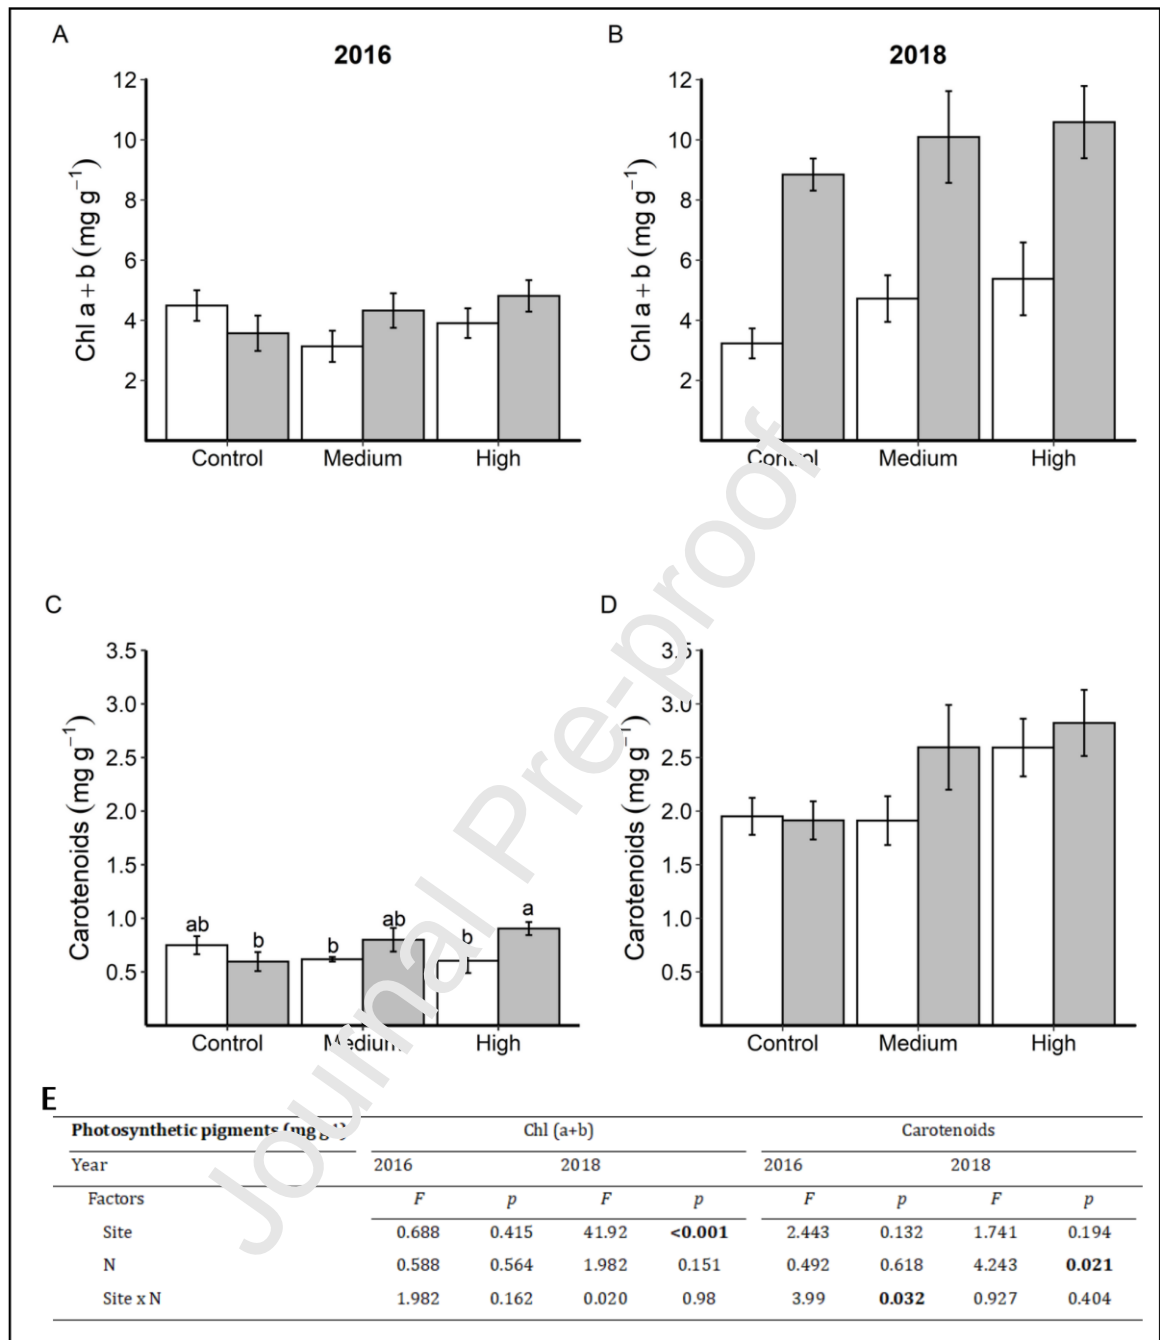 A
B
2016
2018
Chl a + b (mg g⁻¹)
12
10
8
6
4
2
Control Medium High
Chl a + b (mg g⁻¹)
12
10
8
6
4
2
Control Medium High
C
D
Carotenoids (mg g⁻¹)
3.5
3.0
2.5
2.0
1.5
1.0
0.5
ab b b ab b a
Control Medium High
Carotenoids (mg g⁻¹)
3.5
3.0
2.5
2.0
1.5
1.0
0.5
Control Medium High
Journal Pre-proof
E
Photosynthetic pigments (mg g-1) Chl (a+b) Carotenoids
Year 2016 2018 2016 2018
Factors F p F p F p F p
Site 0.688 0.415 41.92 <0.001 2.443 0.132 1.741 0.194
N 0.588 0.564 1.982 0.151 0.492 0.618 4.243 0.021
Site x N 1.982 0.162 0.020 0.98 3.99 0.032 0.927 0.404